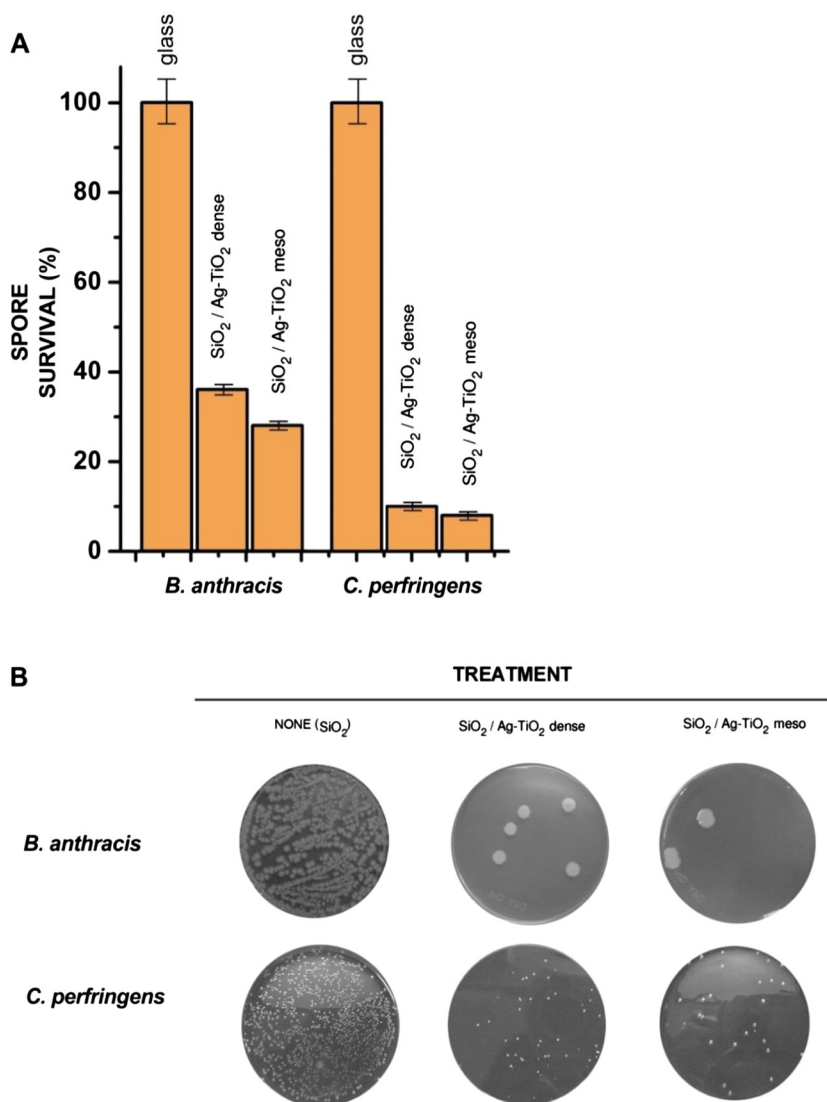 A
glass
glass
SiO2 / Ag-TiO2 dense
SiO2 / Ag-TiO2 meso
SiO2 / Ag-TiO2 dense
SiO2 / Ag-TiO2 meso
SPORE
SURVIVAL (%)
100
80
60
40
20
0
B. anthracis
C. perfringens
B
TREATMENT
NONE (SiO2)
SiO2 / Ag-TiO2 dense
SiO2 / Ag-TiO2 meso
B. anthracis
C. perfringens